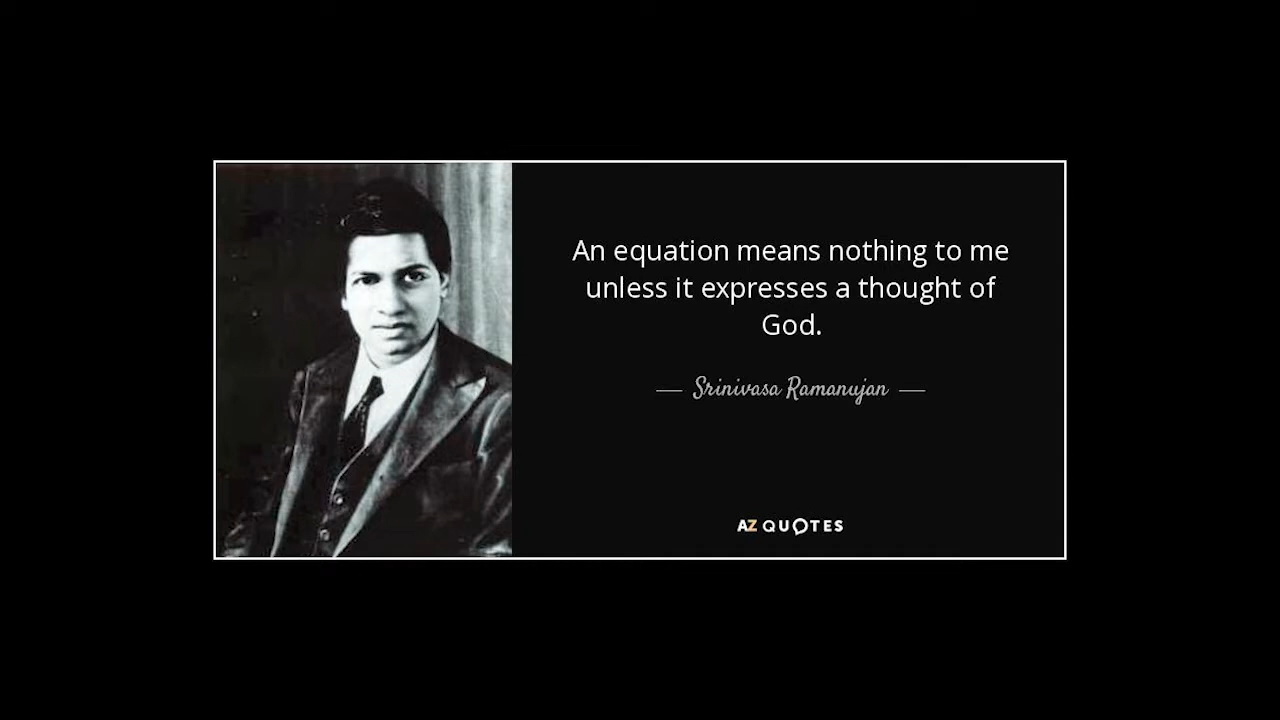 An equation means nothing to me
unless it expresses a thought of
God.
— Srinivasa Ramanujan —
AZ QUOTES